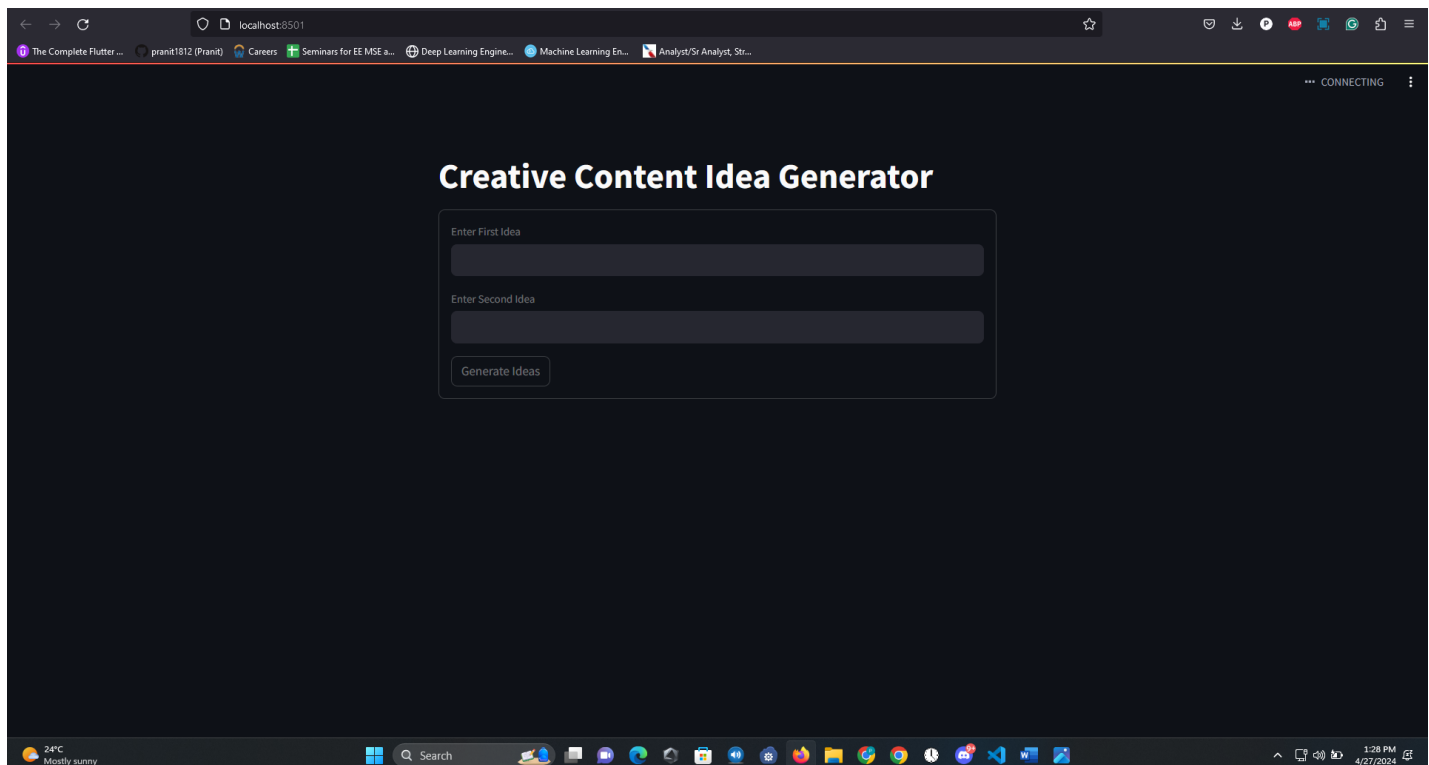 localhost:8501
The Complete Flutter ... pranit1812 (Pranit) Careers Seminars for EE MSE a... Deep Learning Engine... Machine Learning En... Analyst/Sr Analyst, Str...
P ABP G
CONNECTING
Creative Content Idea Generator
Enter First Idea
Enter Second Idea
Generate Ideas
24°C
Mostly sunny
Search
1:28 PM
4/27/2024